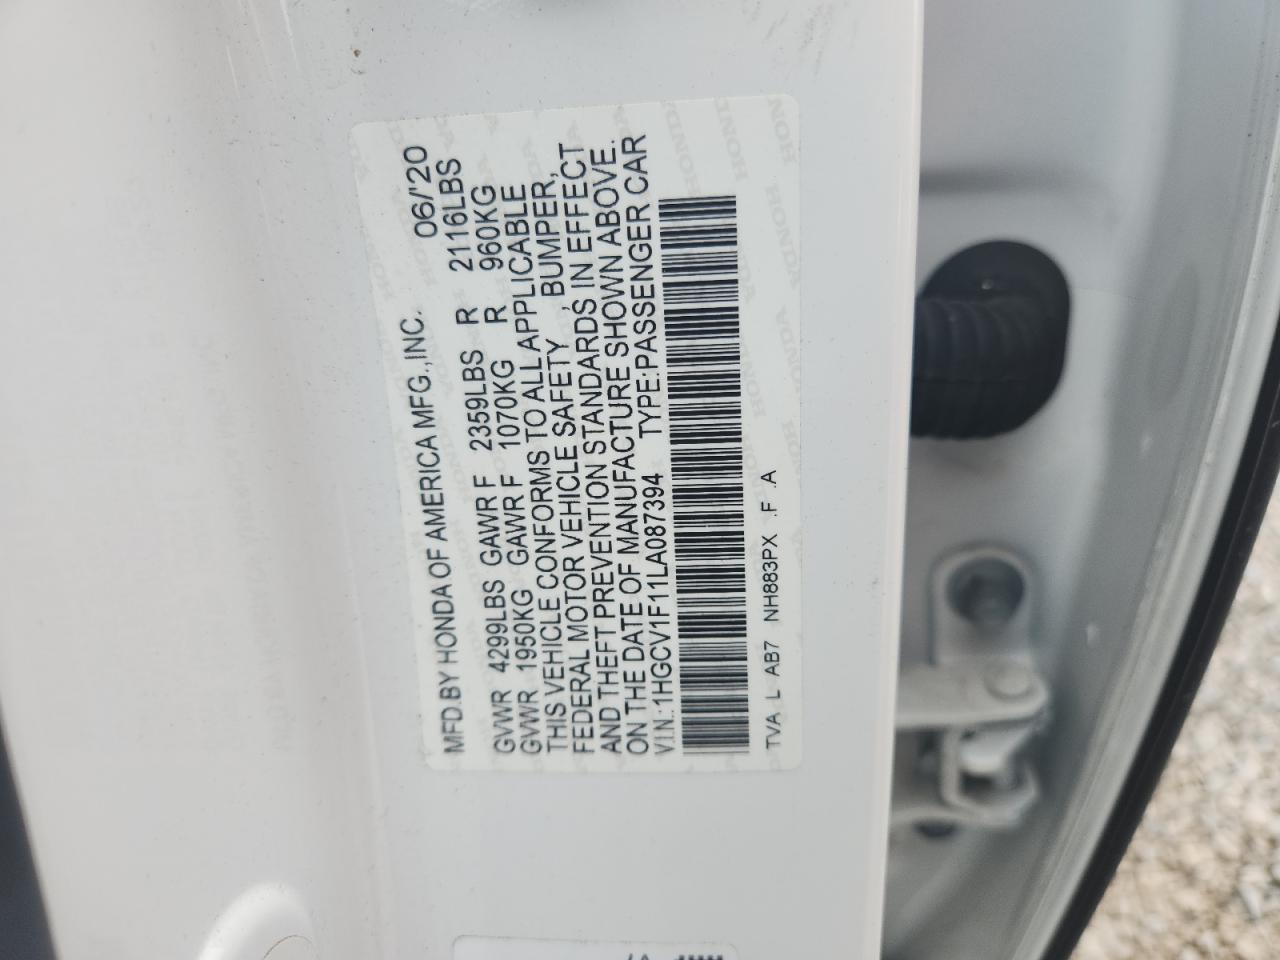 MFD.BY HONDA OF AMERICA MFG.,INC. 06/'20
GVWR 4299LBS GAWR F 2359LBS R 2116LBS
GVWR 1950KG GAWR F 1070KG R 960KG
THIS VEHICLE CONFORMS TO ALL APPLICABLE
FEDERAL MOTOR VEHICLE SAFETY , BUMPER,
AND THEFT PREVENTION STANDARDS IN EFFECT
ON THE DATE OF MANUFACTURE SHOWN ABOVE.
V.I.N.:1HGCV1F11LA087394 TYPE:PASSENGER CAR
TVA L AB7 NH883PX .F .A